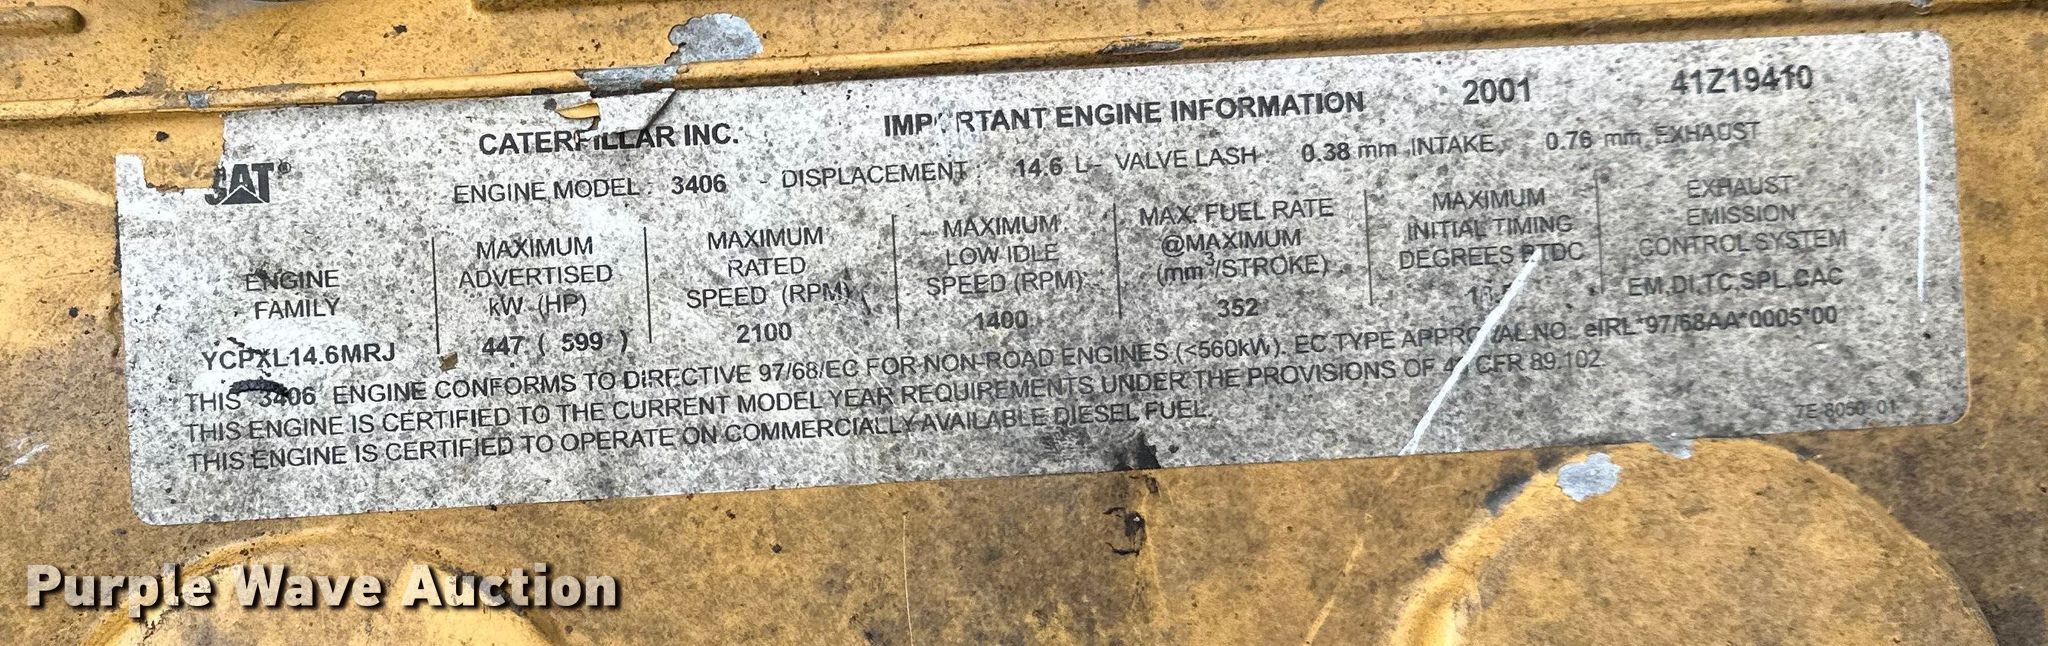 CATERPILLAR INC. IMPORTANT ENGINE INFORMATION 2001 41Z19410
CAT®
ENGINE MODEL : 3406 - DISPLACEMENT : 14.6 L - VALVE LASH : 0.38 mm INTAKE, 0.76 mm EXHAUST
ENGINE
FAMILY
YCPXL14.6MRJ
MAXIMUM
ADVERTISED
kW (HP)
447 ( 599 )
MAXIMUM
RATED
SPEED (RPM)
2100
MAXIMUM
LOW IDLE
SPEED (RPM)
1400
MAX. FUEL RATE
@MAXIMUM
(mm³/STROKE)
352
MAXIMUM
INITIAL TIMING
DEGREES BTDC
EXHAUST
EMISSION
CONTROL SYSTEM
EM,DI,TC,SPL,CAC
THIS 3406 ENGINE CONFORMS TO DIRECTIVE 97/68/EC FOR NON-ROAD ENGINES (<560kW). EC TYPE APPROVAL NO. eIRL*97/68AA*0005*00
THIS ENGINE IS CERTIFIED TO THE CURRENT MODEL YEAR REQUIREMENTS UNDER THE PROVISIONS OF 40 CFR 89.102
THIS ENGINE IS CERTIFIED TO OPERATE ON COMMERCIALLY AVAILABLE DIESEL FUEL.
7E-8050 01
Purple Wave Auction